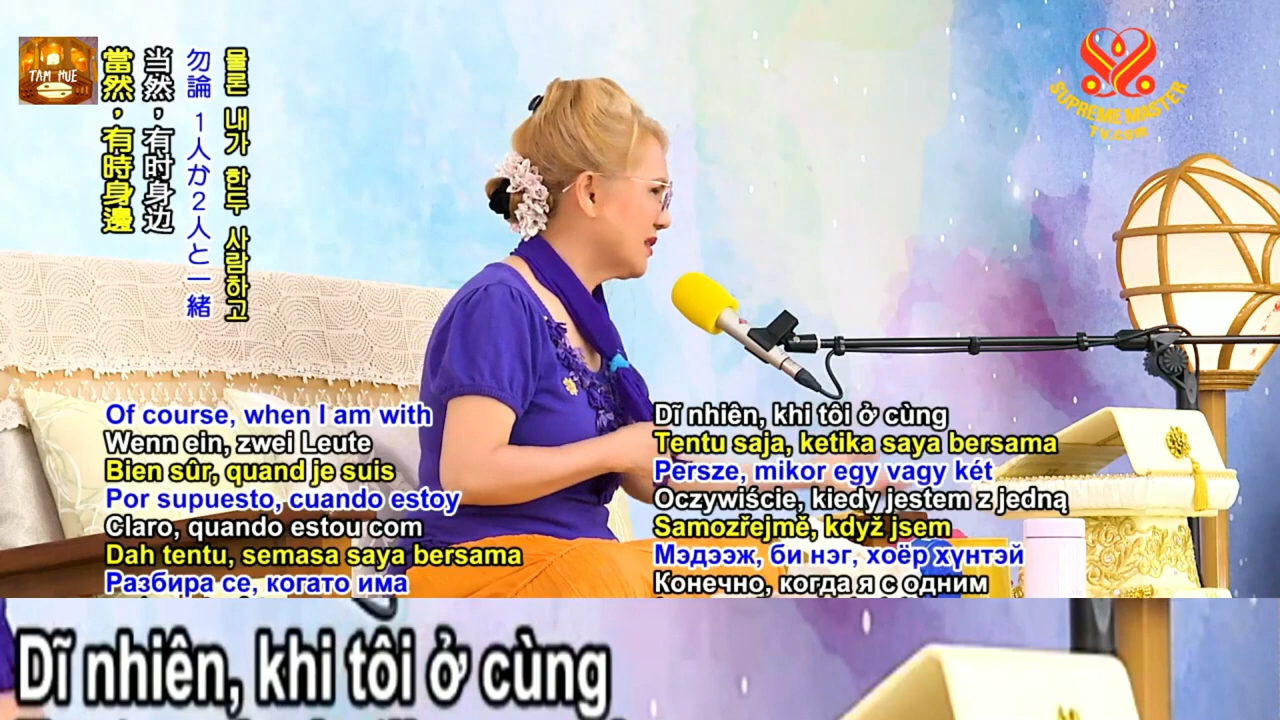 TAM HUE
當然，有時身邊
当然，有时身边
勿論 1人か2人と一緒
물론 내가 한두 사람하고
SUPREME MASTER
TV.com
Of course, when I am with
Wenn ein, zwei Leute
Bien sûr, quand je suis
Por supuesto, cuando estoy
Claro, quando estou com
Dah tentu, semasa saya bersama
Разбира се, когато има
Dĩ nhiên, khi tôi ở cùng
Tentu saja, ketika saya bersama
Persze, mikor egy vagy két
Oczywiście, kiedy jestem z jedną
Samozřejmě, když jsem
Мэдээж, би нэг, хоёр хүнтэй
Конечно, когда я с одним
Dĩ nhiên, khi tôi ở cùng